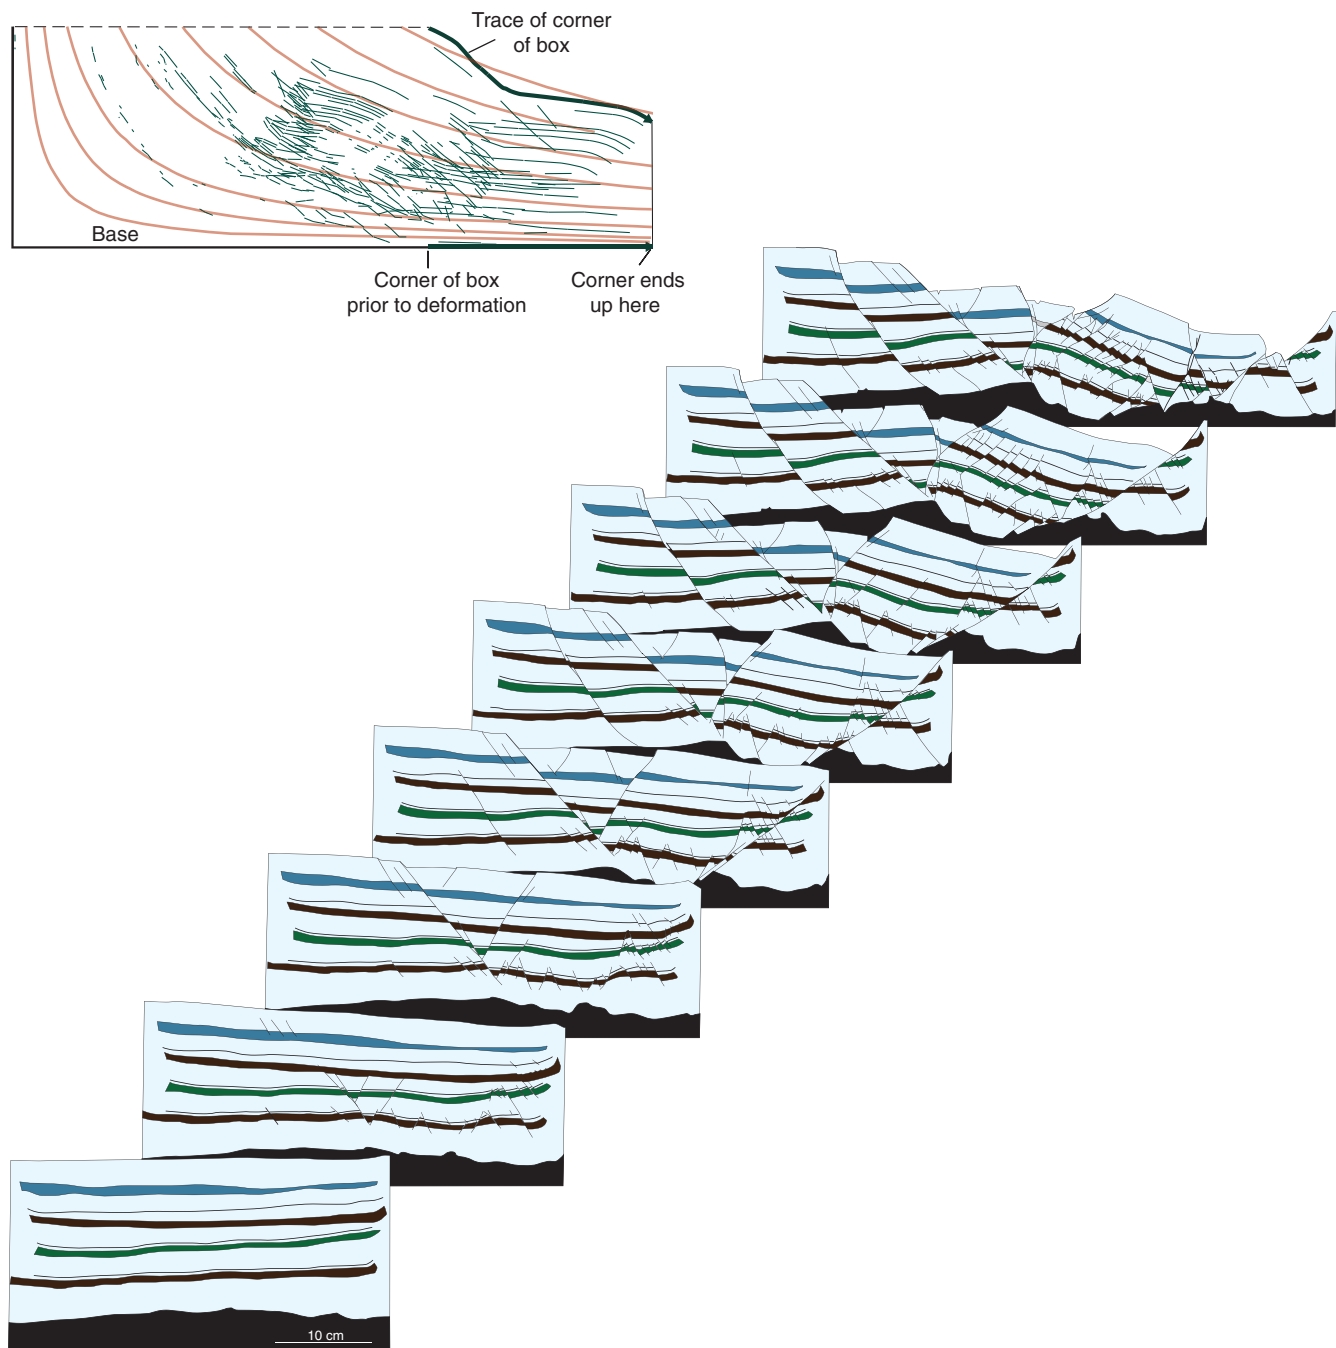 Trace of corner
of box
Base
Corner of box
prior to deformation
Corner ends
up here
10 cm